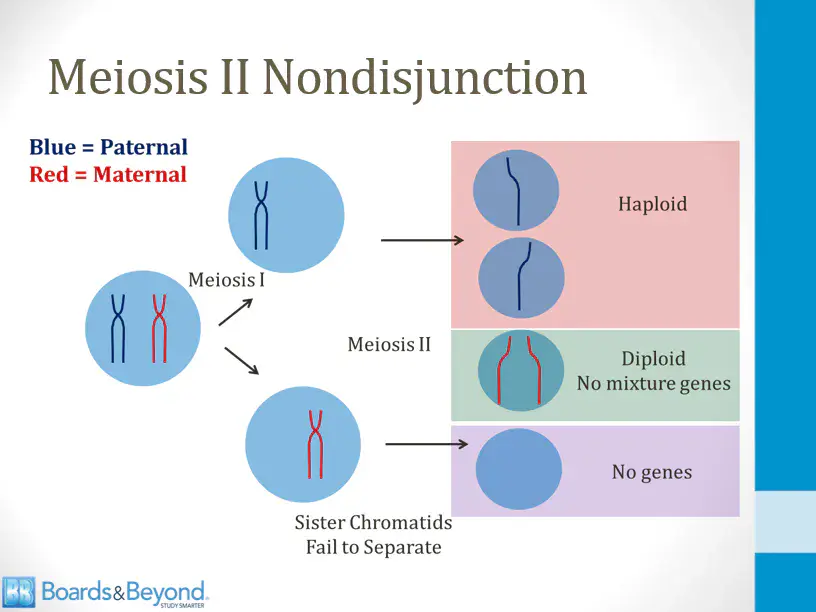 Meiosis II Nondisjunction
Blue = Paternal
Red = Maternal
Haploid
Meiosis I
Meiosis II
Diploid
No mixture genes
No genes
Sister Chromatids
Fail to Separate
BB Boards&Beyond.
STUDY SMARTER